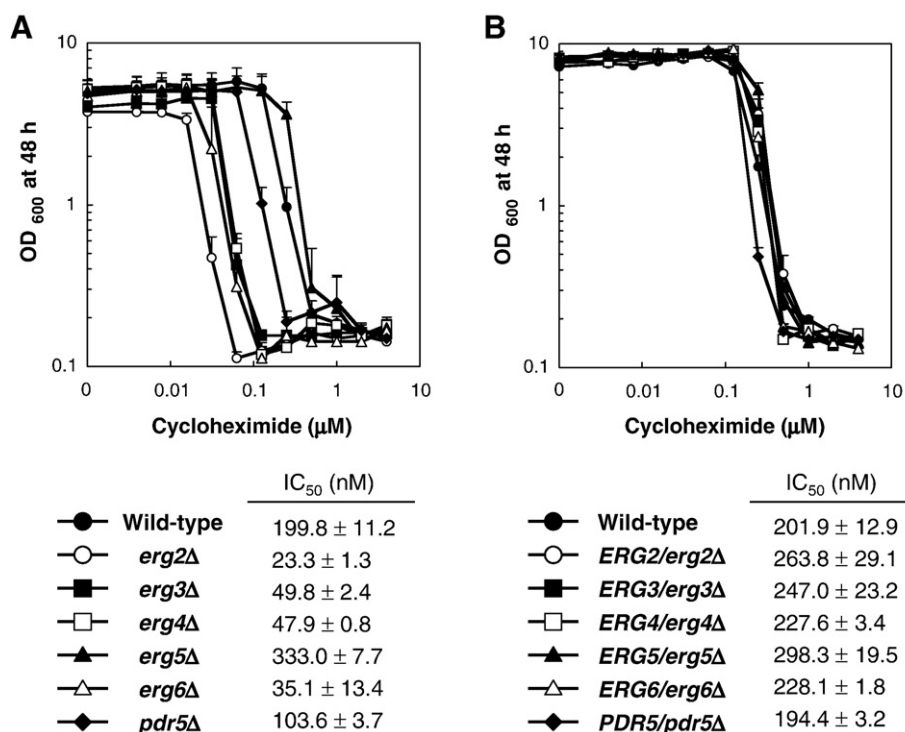 A
10
1
0.1
OD 600 at 48 h
0 0.01 0.1 1 10
Cycloheximide (μM)
IC50 (nM)
Wild-type 199.8 ± 11.2
erg2Δ 23.3 ± 1.3
erg3Δ 49.8 ± 2.4
erg4Δ 47.9 ± 0.8
erg5Δ 333.0 ± 7.7
erg6Δ 35.1 ± 13.4
pdr5Δ 103.6 ± 3.7
B
10
1
0.1
OD 600 at 48 h
0 0.01 0.1 1 10
Cycloheximide (μM)
IC50 (nM)
Wild-type 201.9 ± 12.9
ERG2/erg2Δ 263.8 ± 29.1
ERG3/erg3Δ 247.0 ± 23.2
ERG4/erg4Δ 227.6 ± 3.4
ERG5/erg5Δ 298.3 ± 19.5
ERG6/erg6Δ 228.1 ± 1.8
PDR5/pdr5Δ 194.4 ± 3.2